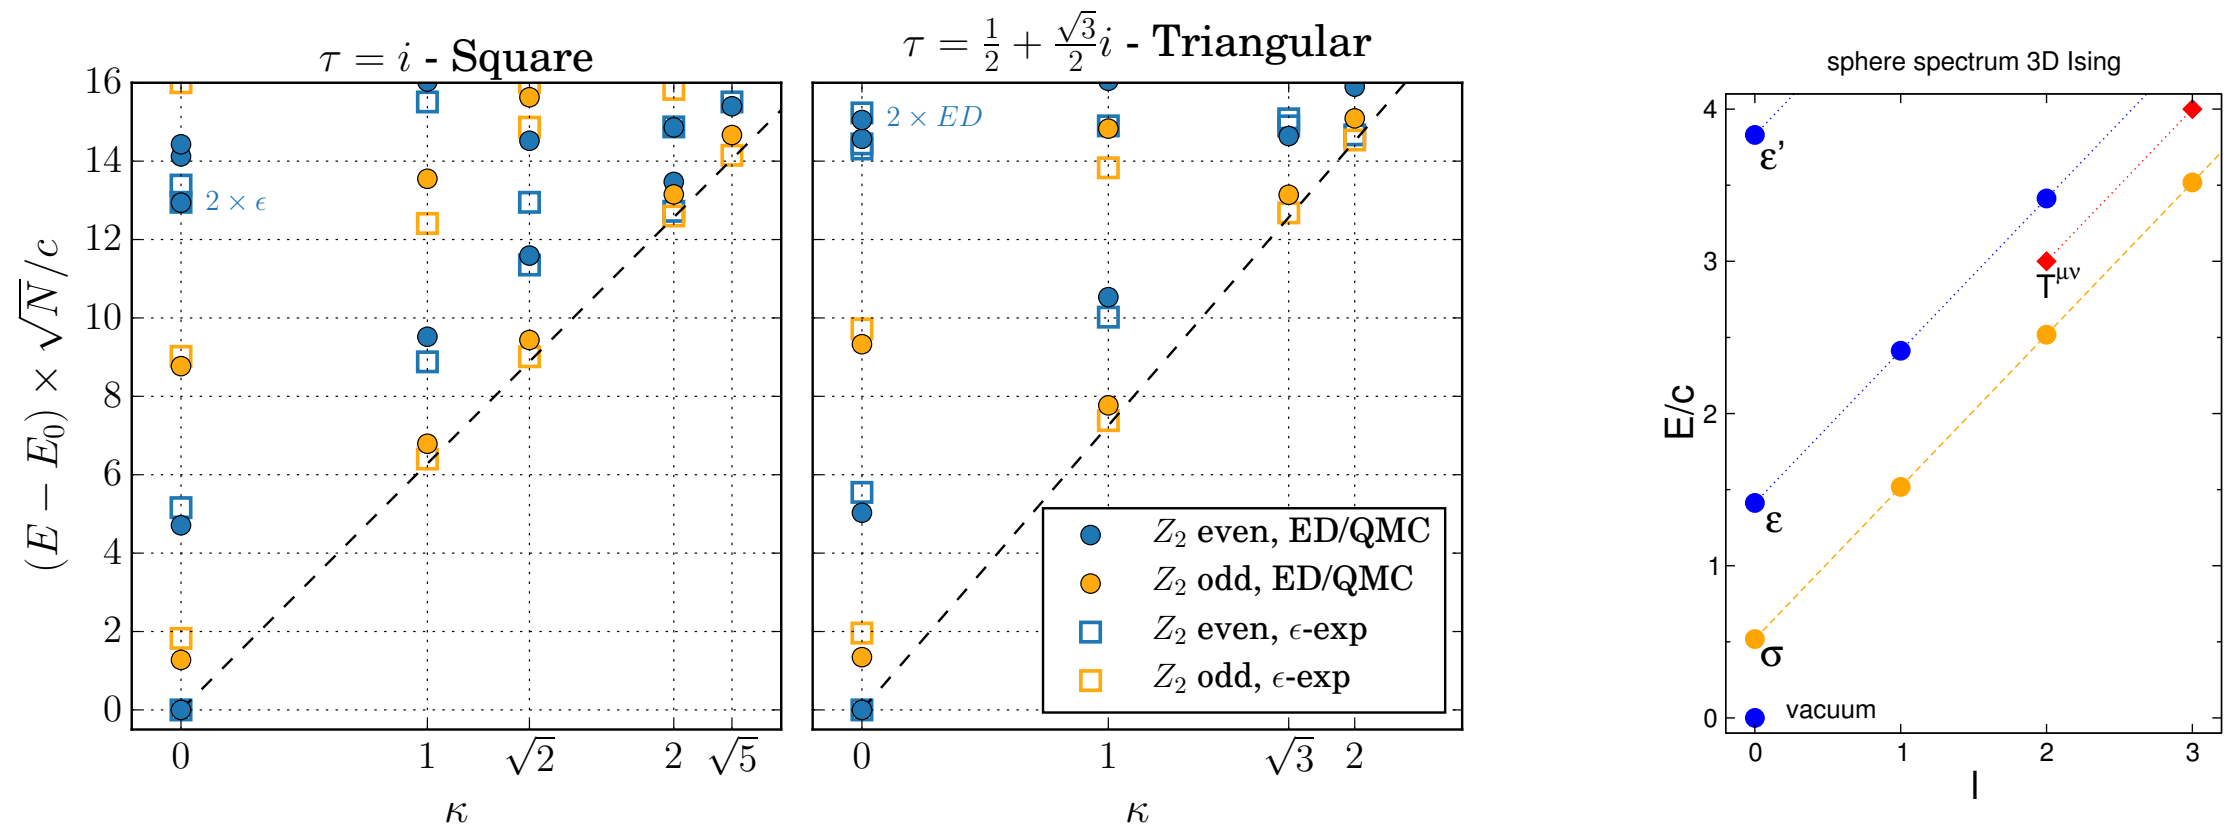 τ = i - Square
(E − E₀) × √N/c
16
14
12
10
8
6
4
2
0
2 × ϵ
0
1
√2
2
√5
κ
τ = 1/2 + √3/2 i - Triangular
2 × ED
Z₂ even, ED/QMC
Z₂ odd, ED/QMC
Z₂ even, ϵ-exp
Z₂ odd, ϵ-exp
0
1
√3
2
κ
sphere spectrum 3D Ising
E/c
4
3
2
1
0
ε'
T^μν
ε
σ
vacuum
0
1
2
3
l